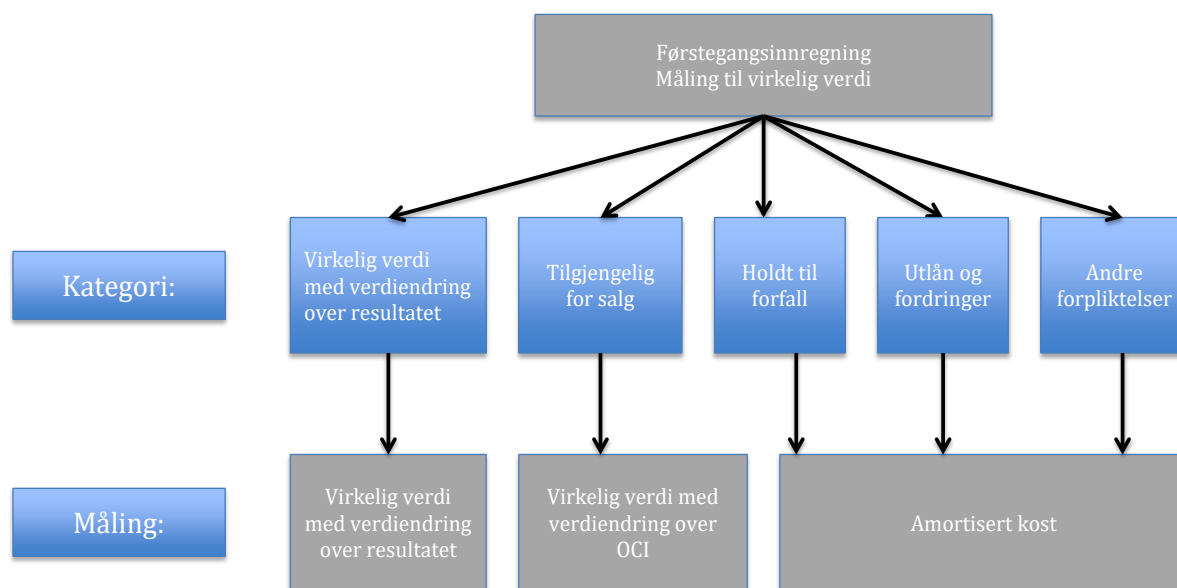 Førstegangsinnregning
Måling til virkelig verdi
Kategori:
Virkelig verdi
med verdiendring
over resultatet
Tilgjengelig
for salg
Holdt til
forfall
Utlån og
fordringer
Andre
forpliktelser
Måling:
Virkelig verdi
med verdiendring
over resultatet
Virkelig verdi med
verdiendring over
OCI
Amortisert kost